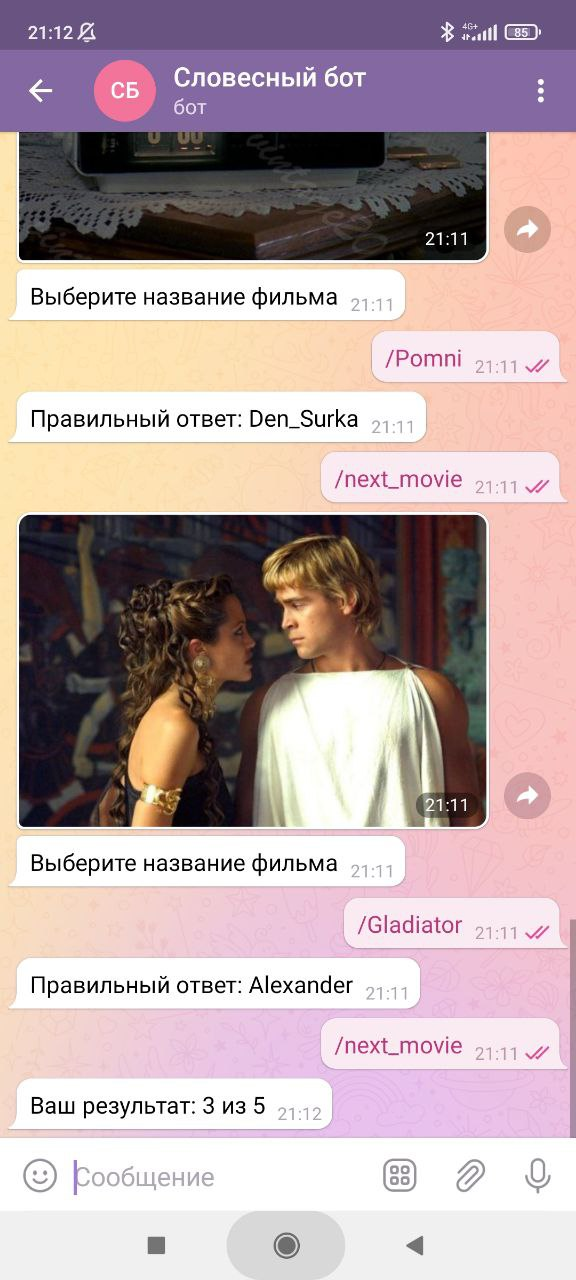 21:12
4G+
85
СБ
Словесный бот
бот
21:11
Выберите название фильма 21:11
/Pomni 21:11
Правильный ответ: Den_Surka 21:11
/next_movie 21:11
21:11
Выберите название фильма 21:11
/Gladiator 21:11
Правильный ответ: Alexander 21:11
/next_movie 21:11
Ваш результат: 3 из 5 21:12
Сообщение